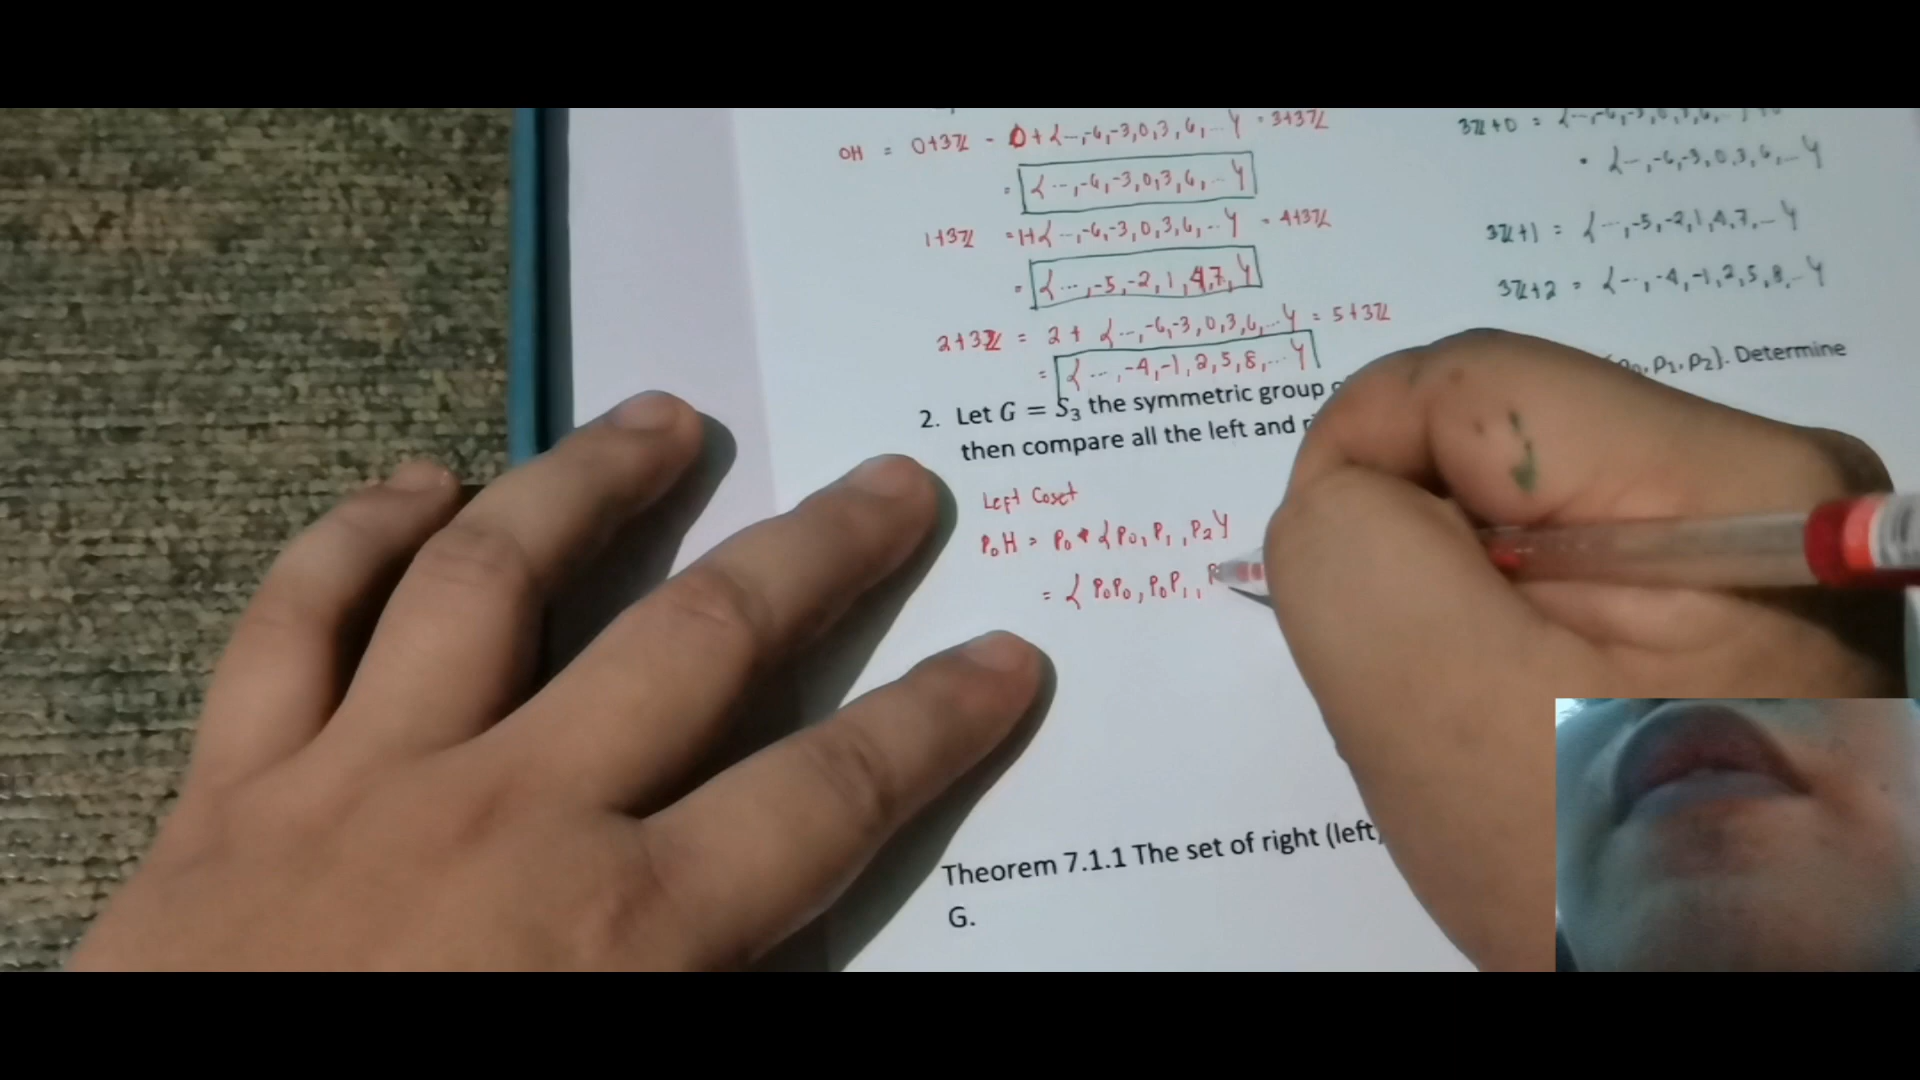 0H = 0+3ℤ = 0+{…,-6,-3,0,3,6,…} = 3+3ℤ
= {…,-6,-3,0,3,6,…}
1+3ℤ = 1+{…,-6,-3,0,3,6,…} = 4+3ℤ
= {…,-5,-2,1,4,7,…}
2+3ℤ = 2+{…,-6,-3,0,3,6,…} = 5+3ℤ
= {…,-4,-1,2,5,8,…}
3ℤ+0 =
= {…,-6,-3,0,3,6,…}
3ℤ+1 = {…,-5,-2,1,4,7,…}
3ℤ+2 = {…,-4,-1,2,5,8,…}
2. Let G = S₃ the symmetric group ρ₁, ρ₂}. Determine
then compare all the left and
Left Coset
ρ₀H = ρ₀*{ρ₀,ρ₁,ρ₂}
= {ρ₀ρ₀, ρ₀ρ₁,
Theorem 7.1.1 The set of right (left)
G.